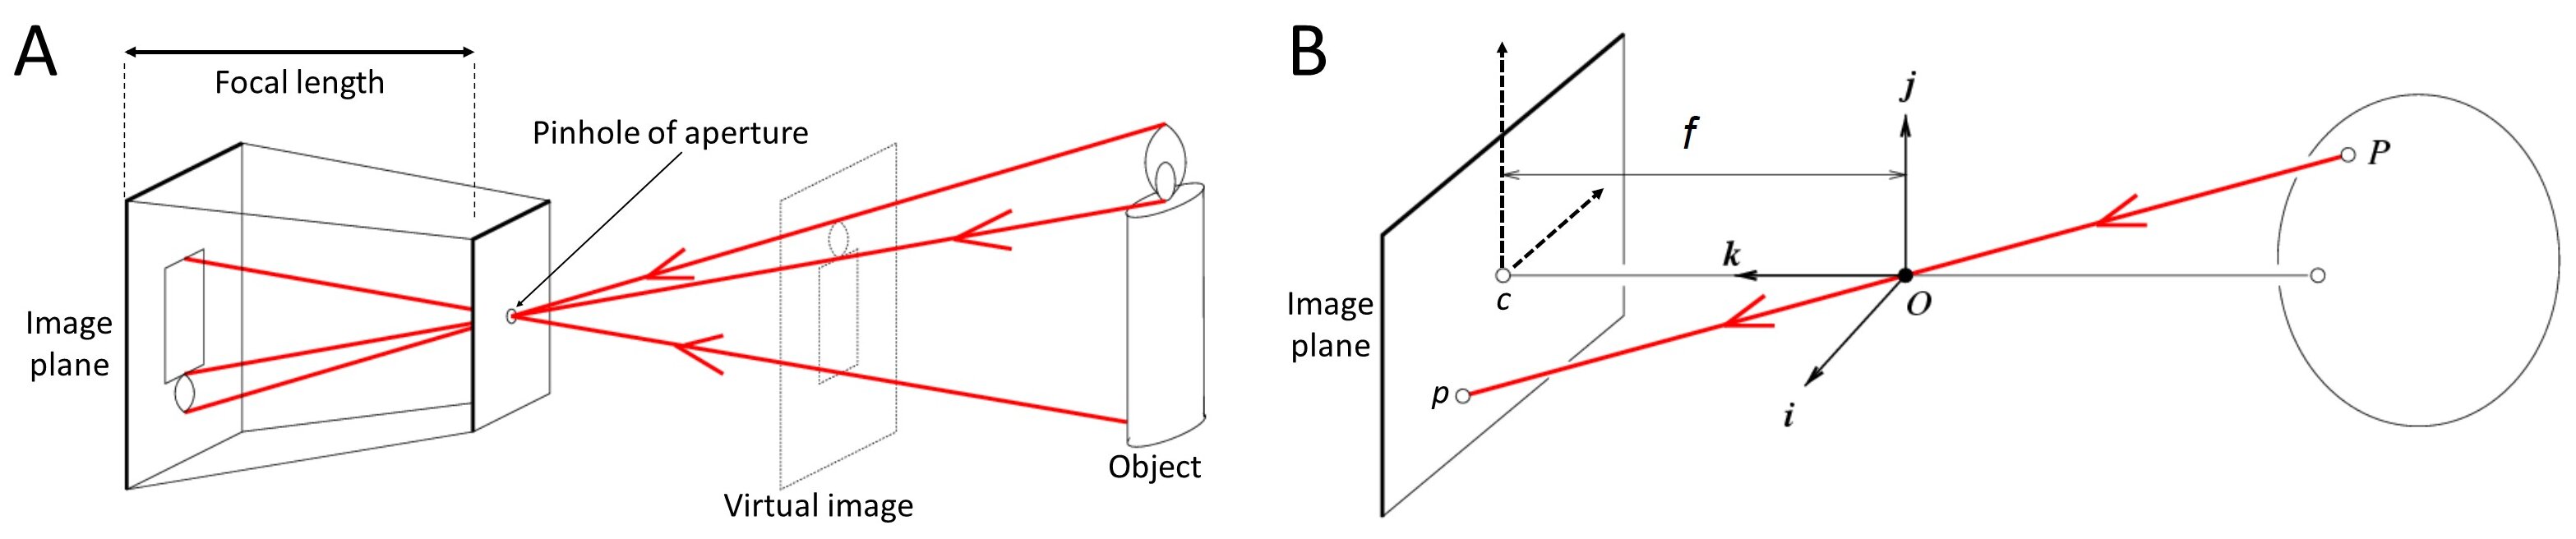 A
Focal length
Pinhole of aperture
Image
plane
Virtual image
Object
B
f
j
P
k
c
O
Image
plane
i
p